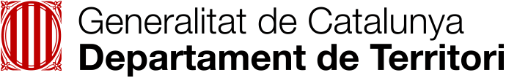 Generalitat de Catalunya
Departament de Territori